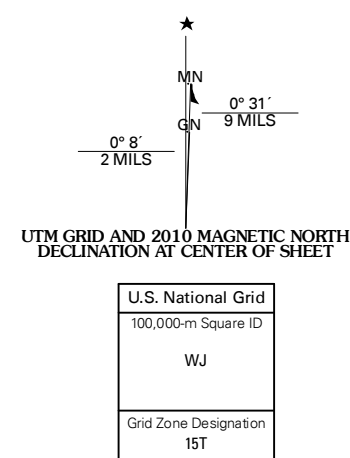 ★
MN
0° 31´
9 MILS
GN
0° 8´
2 MILS
UTM GRID AND 2010 MAGNETIC NORTH
DECLINATION AT CENTER OF SHEET
U.S. National Grid
100,000-m Square ID
WJ
Grid Zone Designation
15T